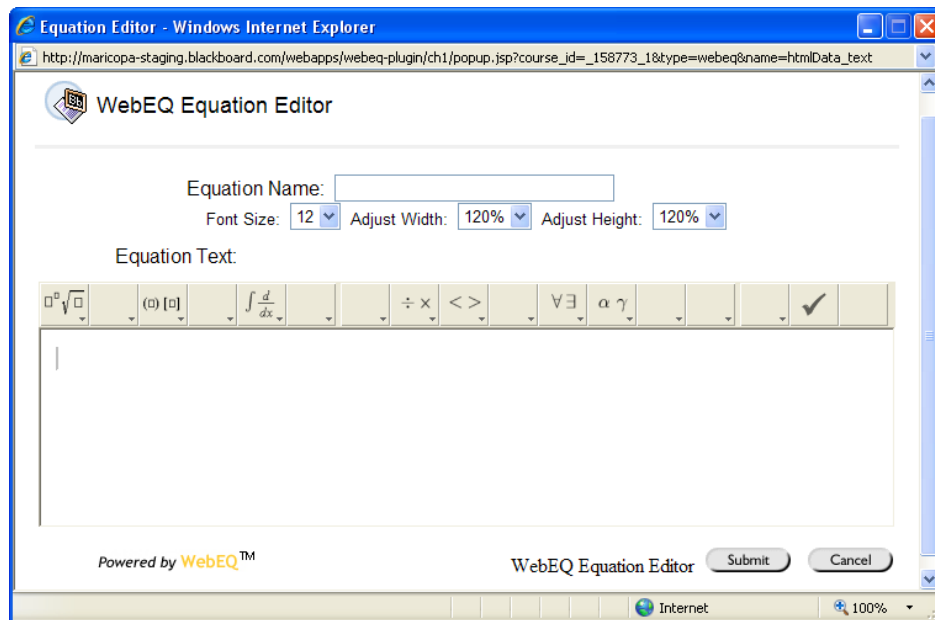 Equation Editor - Windows Internet Explorer
http://maricopa-staging.blackboard.com/webapps/webeq-plugin/ch1/popup.jsp?course_id=_158773_1&type=webeq&name=htmlData_text
WebEQ Equation Editor
Equation Name:
Font Size: 12 Adjust Width: 120% Adjust Height: 120%
Equation Text:
□□√□ (□) [□] ∫ d/dx ÷ × < > ∀∃ α γ
Powered by WebEQ™
WebEQ Equation Editor Submit Cancel
Internet 100%